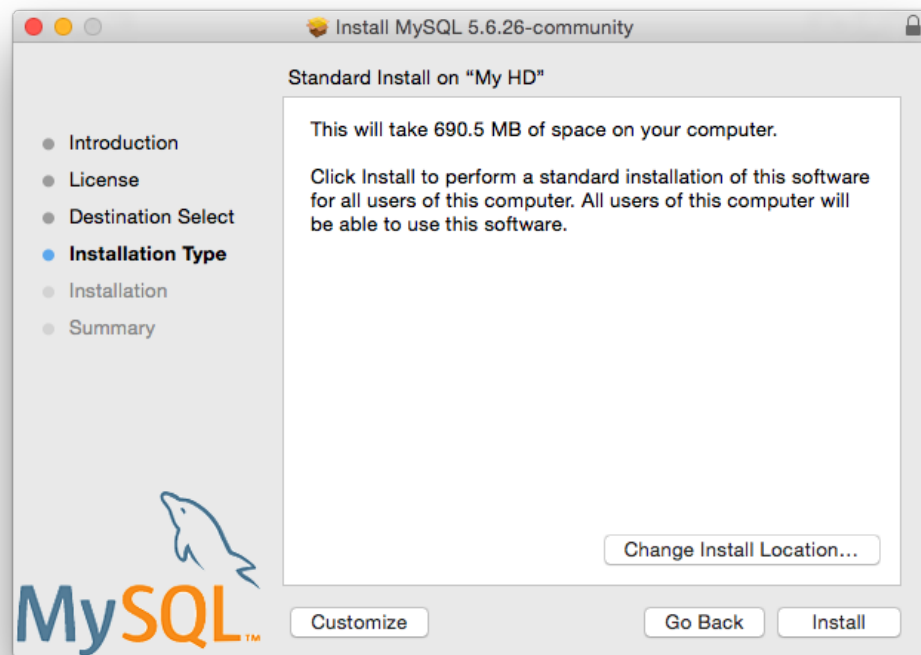 Install MySQL 5.6.26-community
Standard Install on “My HD”
Introduction
License
Destination Select
Installation Type
Installation
Summary
This will take 690.5 MB of space on your computer.
Click Install to perform a standard installation of this software
for all users of this computer. All users of this computer will
be able to use this software.
Change Install Location...
MySQL™
Customize
Go Back
Install